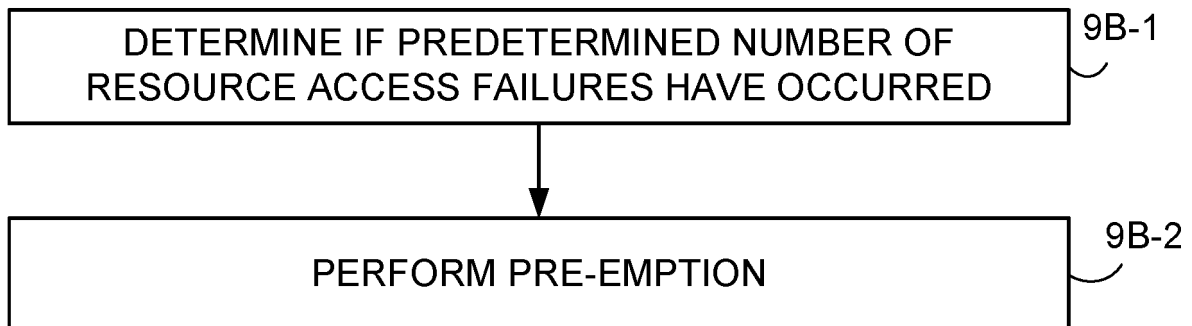 DETERMINE IF PREDETERMINED NUMBER OF
RESOURCE ACCESS FAILURES HAVE OCCURRED
9B-1
PERFORM PRE-EMPTION
9B-2